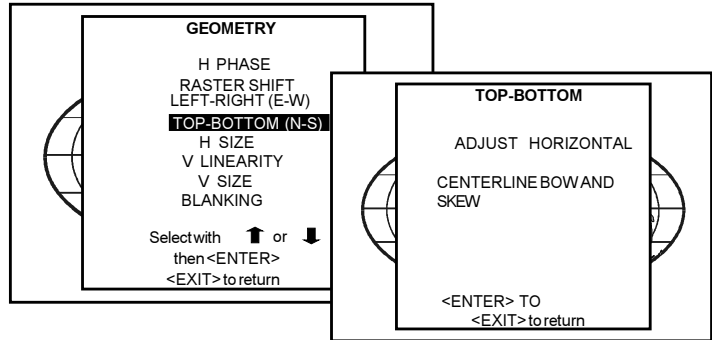 GEOMETRY
H PHASE
RASTER SHIFT
LEFT-RIGHT (E-W)
TOP-BOTTOM (N-S)
H SIZE
V LINEARITY
V SIZE
BLANKING
Select with ⬆ or ⬇
then <ENTER>
<EXIT> to return
TOP-BOTTOM
ADJUST HORIZONTAL
CENTERLINE BOW AND
SKEW
<ENTER> TO
<EXIT> to return